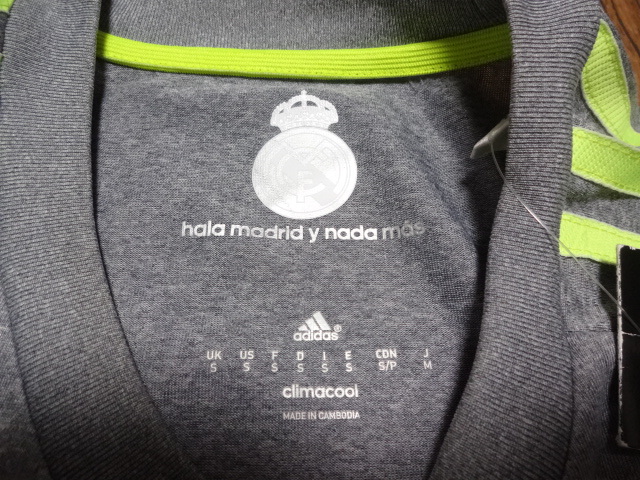 hala madrid y nada más
adidas®
UK US F D I E CDN J
S S S S S S S/P M
climacool
MADE IN CAMBODIA